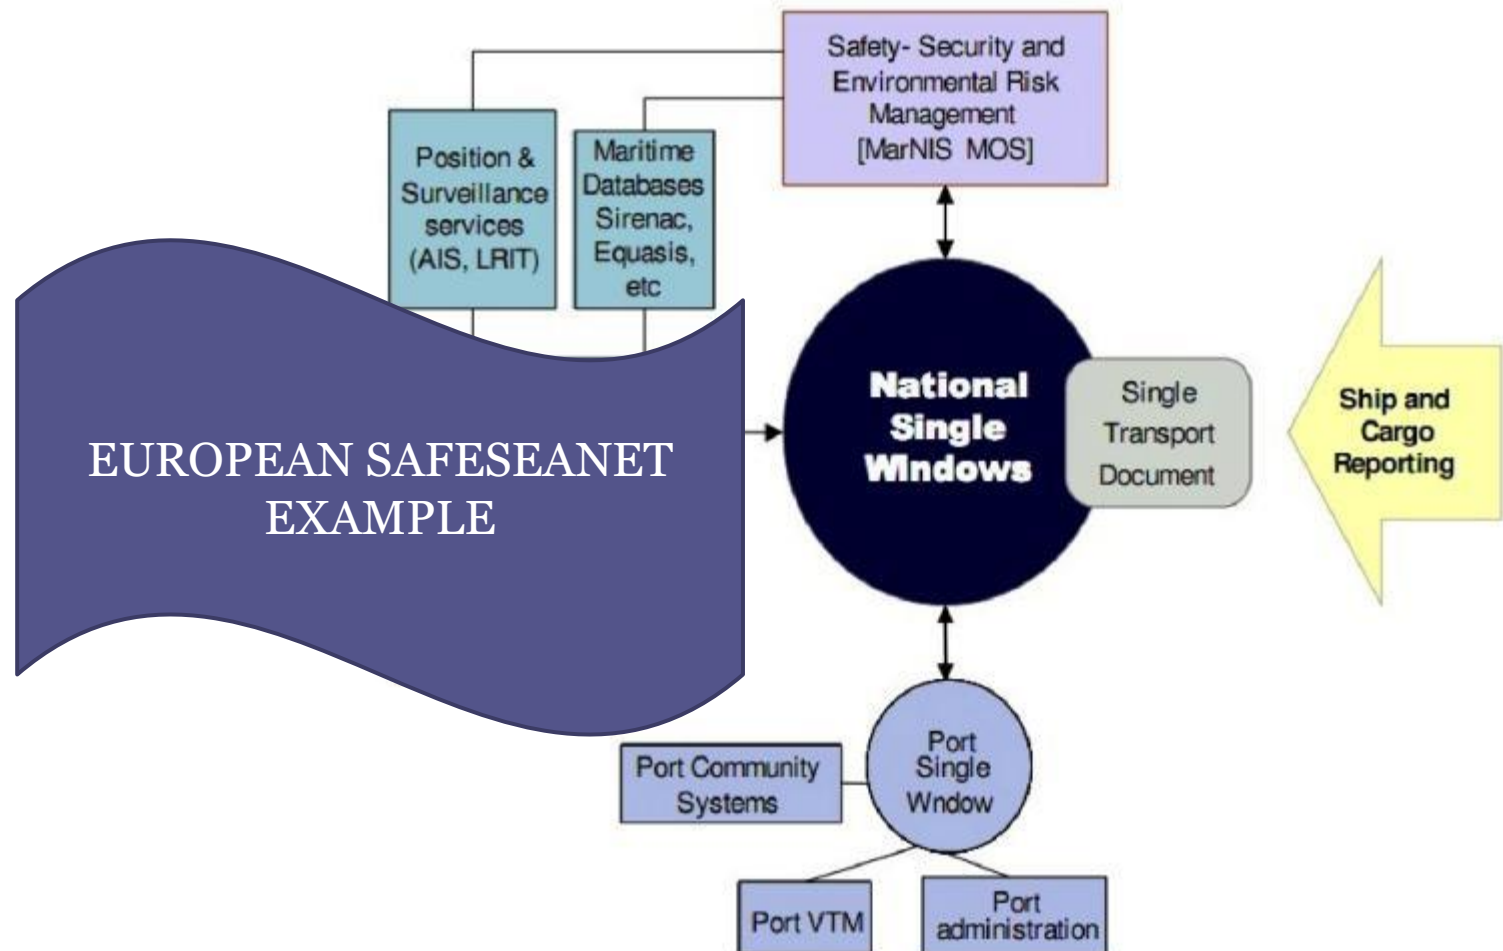 Safety- Security and
Environmental Risk
Management
[MarNIS MOS]
Position &
Surveillance
services
(AIS, LRIT)
Maritime
Databases
Sirenac,
Equasis,
etc
EUROPEAN SAFESEANET
EXAMPLE
National
Single
WIndows
Single
Transport
Document
Ship and
Cargo
Reporting
Port
Single
Wndow
Port Community
Systems
Port VTM
Port
administration